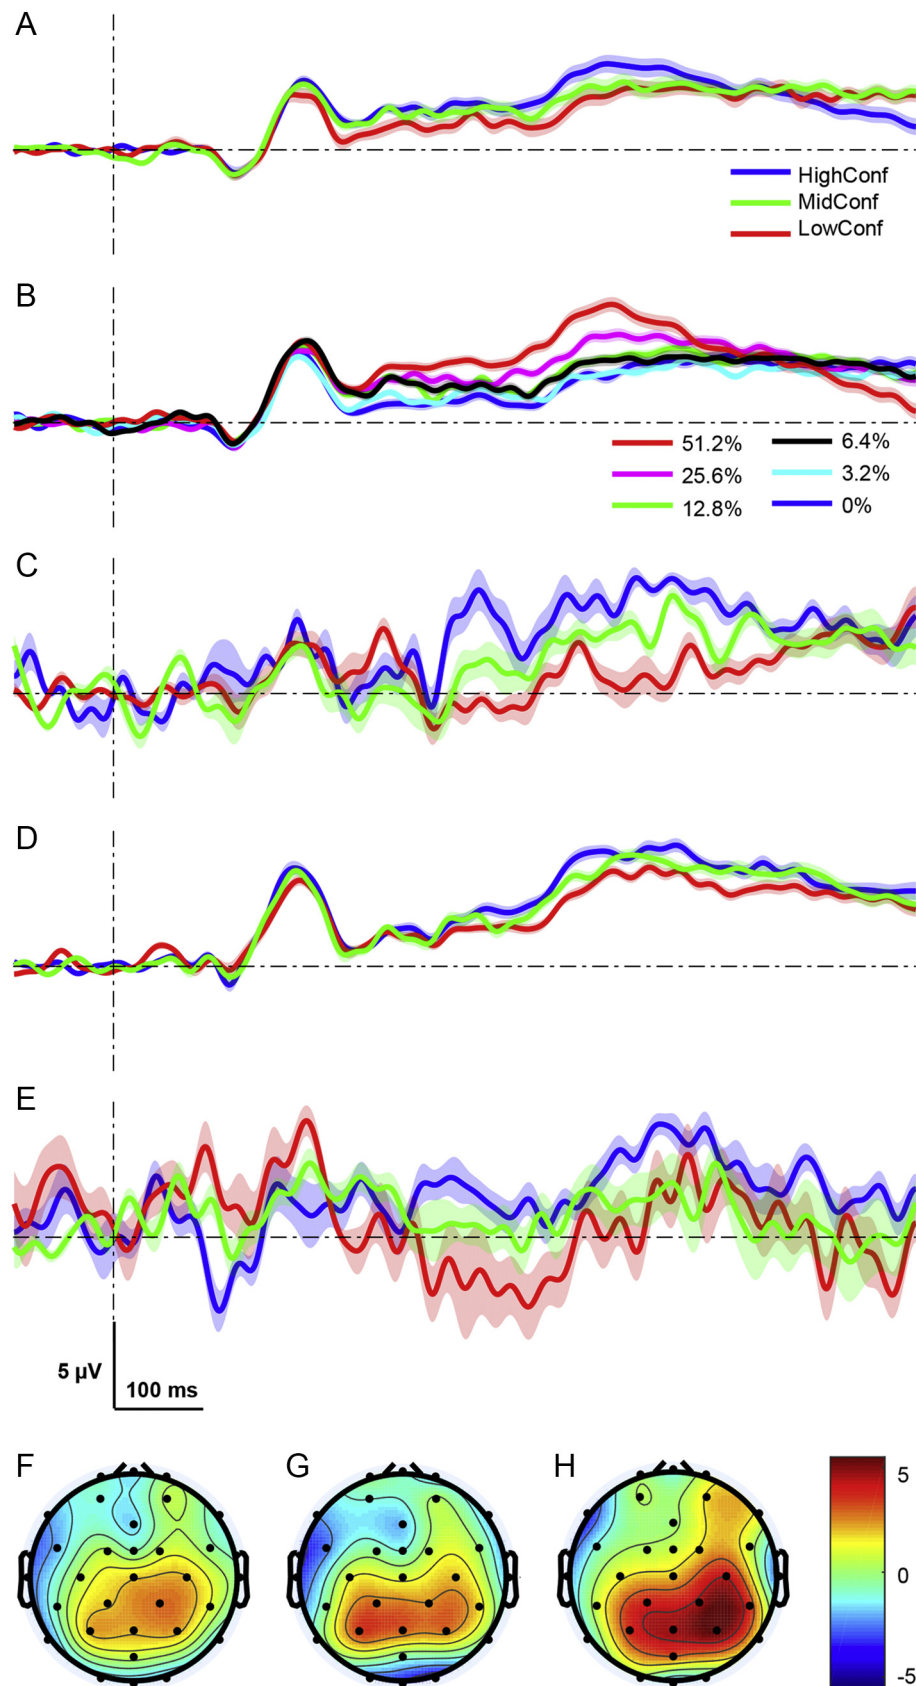 A
HighConf
MidConf
LowConf
B
51.2% 6.4%
25.6% 3.2%
12.8% 0%
C
D
E
5 µV
100 ms
F G H
5
0
-5